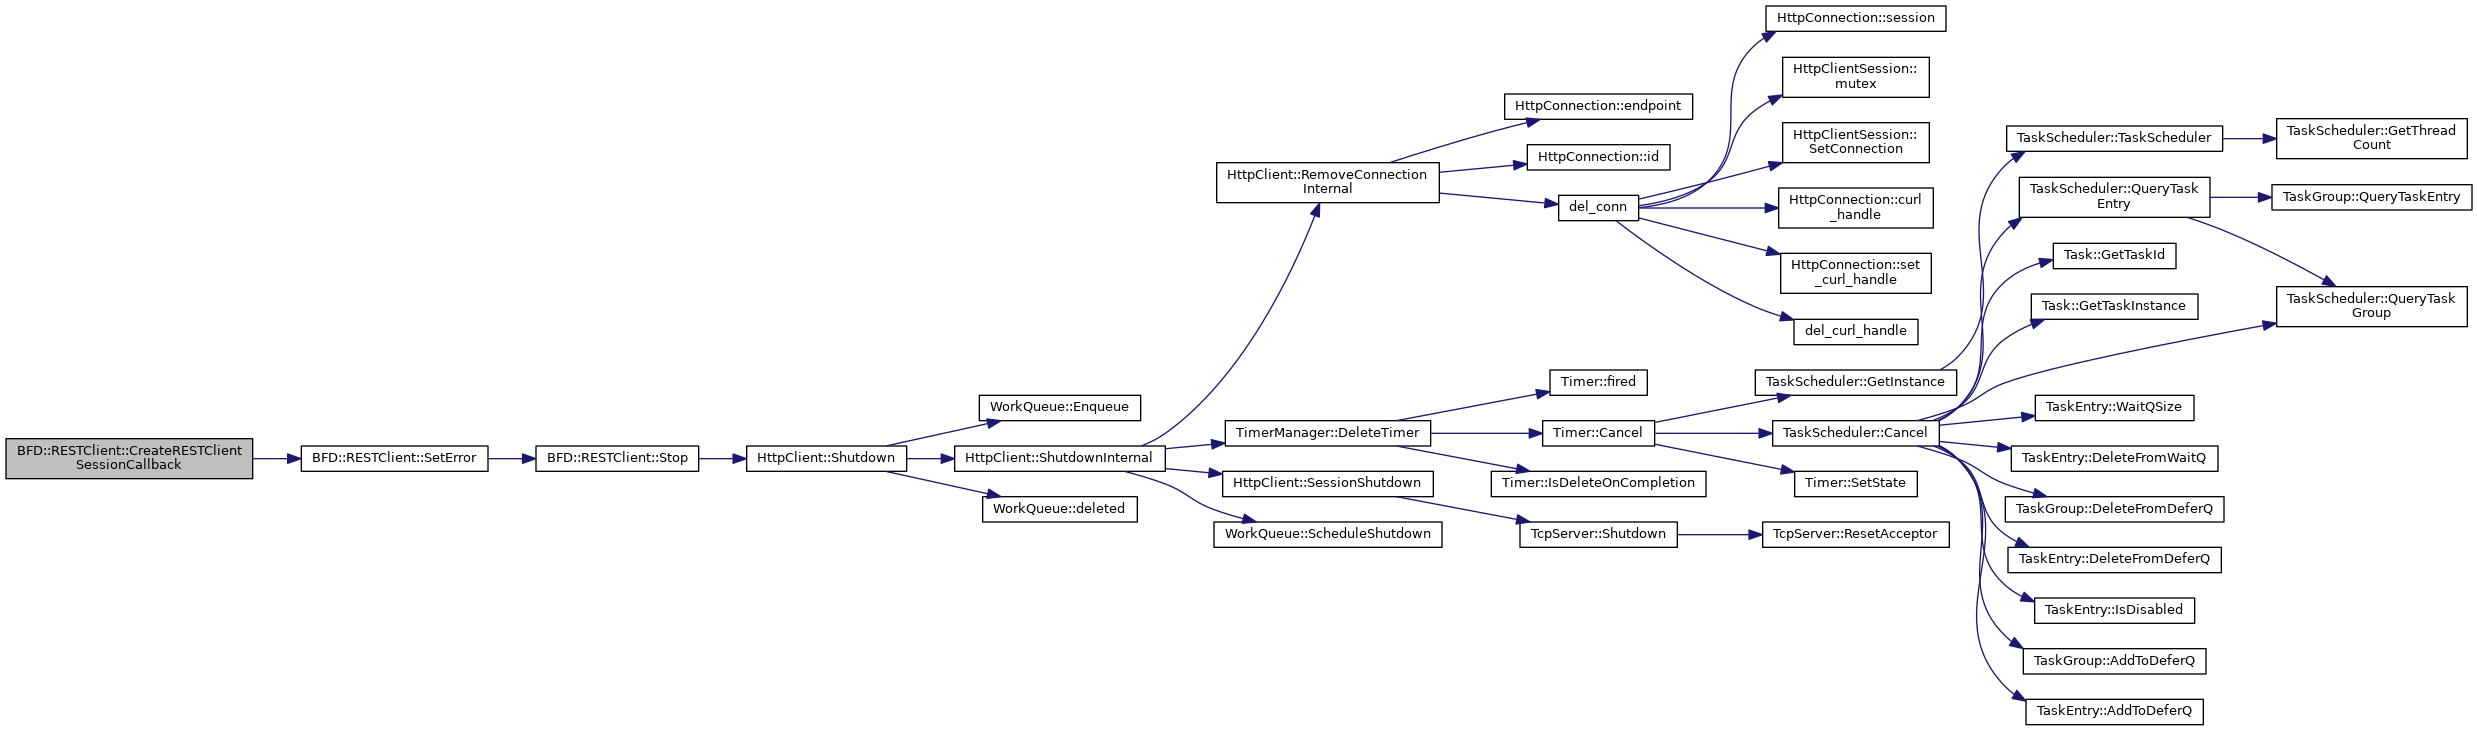 BFD::RESTClient::CreateRESTClient
SessionCallback
BFD::RESTClient::SetError
BFD::RESTClient::Stop
HttpClient::Shutdown
WorkQueue::Enqueue
HttpClient::ShutdownInternal
WorkQueue::deleted
HttpClient::RemoveConnection
Internal
TimerManager::DeleteTimer
HttpClient::SessionShutdown
WorkQueue::ScheduleShutdown
HttpConnection::endpoint
HttpConnection::id
del_conn
Timer::fired
Timer::Cancel
Timer::IsDeleteOnCompletion
TcpServer::Shutdown
HttpConnection::session
HttpClientSession::
mutex
HttpClientSession::
SetConnection
HttpConnection::curl
_handle
HttpConnection::set
_curl_handle
del_curl_handle
TaskScheduler::GetInstance
TaskScheduler::Cancel
Timer::SetState
TcpServer::ResetAcceptor
TaskScheduler::TaskScheduler
TaskScheduler::QueryTask
Entry
Task::GetTaskId
Task::GetTaskInstance
TaskEntry::WaitQSize
TaskEntry::DeleteFromWaitQ
TaskGroup::DeleteFromDeferQ
TaskEntry::DeleteFromDeferQ
TaskEntry::IsDisabled
TaskGroup::AddToDeferQ
TaskEntry::AddToDeferQ
TaskScheduler::GetThread
Count
TaskGroup::QueryTaskEntry
TaskScheduler::QueryTask
Group